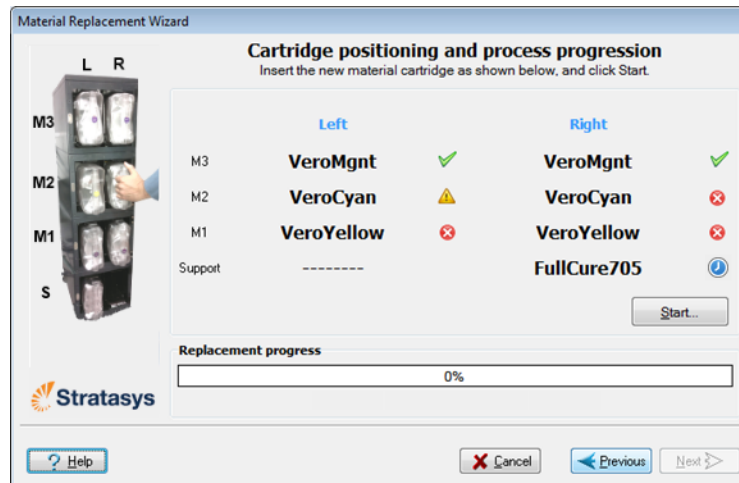 Material Replacement Wizard
Cartridge positioning and process progression
Insert the new material cartridge as shown below, and click Start.
L R
Left Right
M3 M3 VeroMgnt VeroMgnt
M2 M2 VeroCyan VeroCyan
M1 M1 VeroYellow VeroYellow
S Support -------- FullCure705
Start...
Replacement progress
0%
Stratasys
? Help Cancel Previous Next